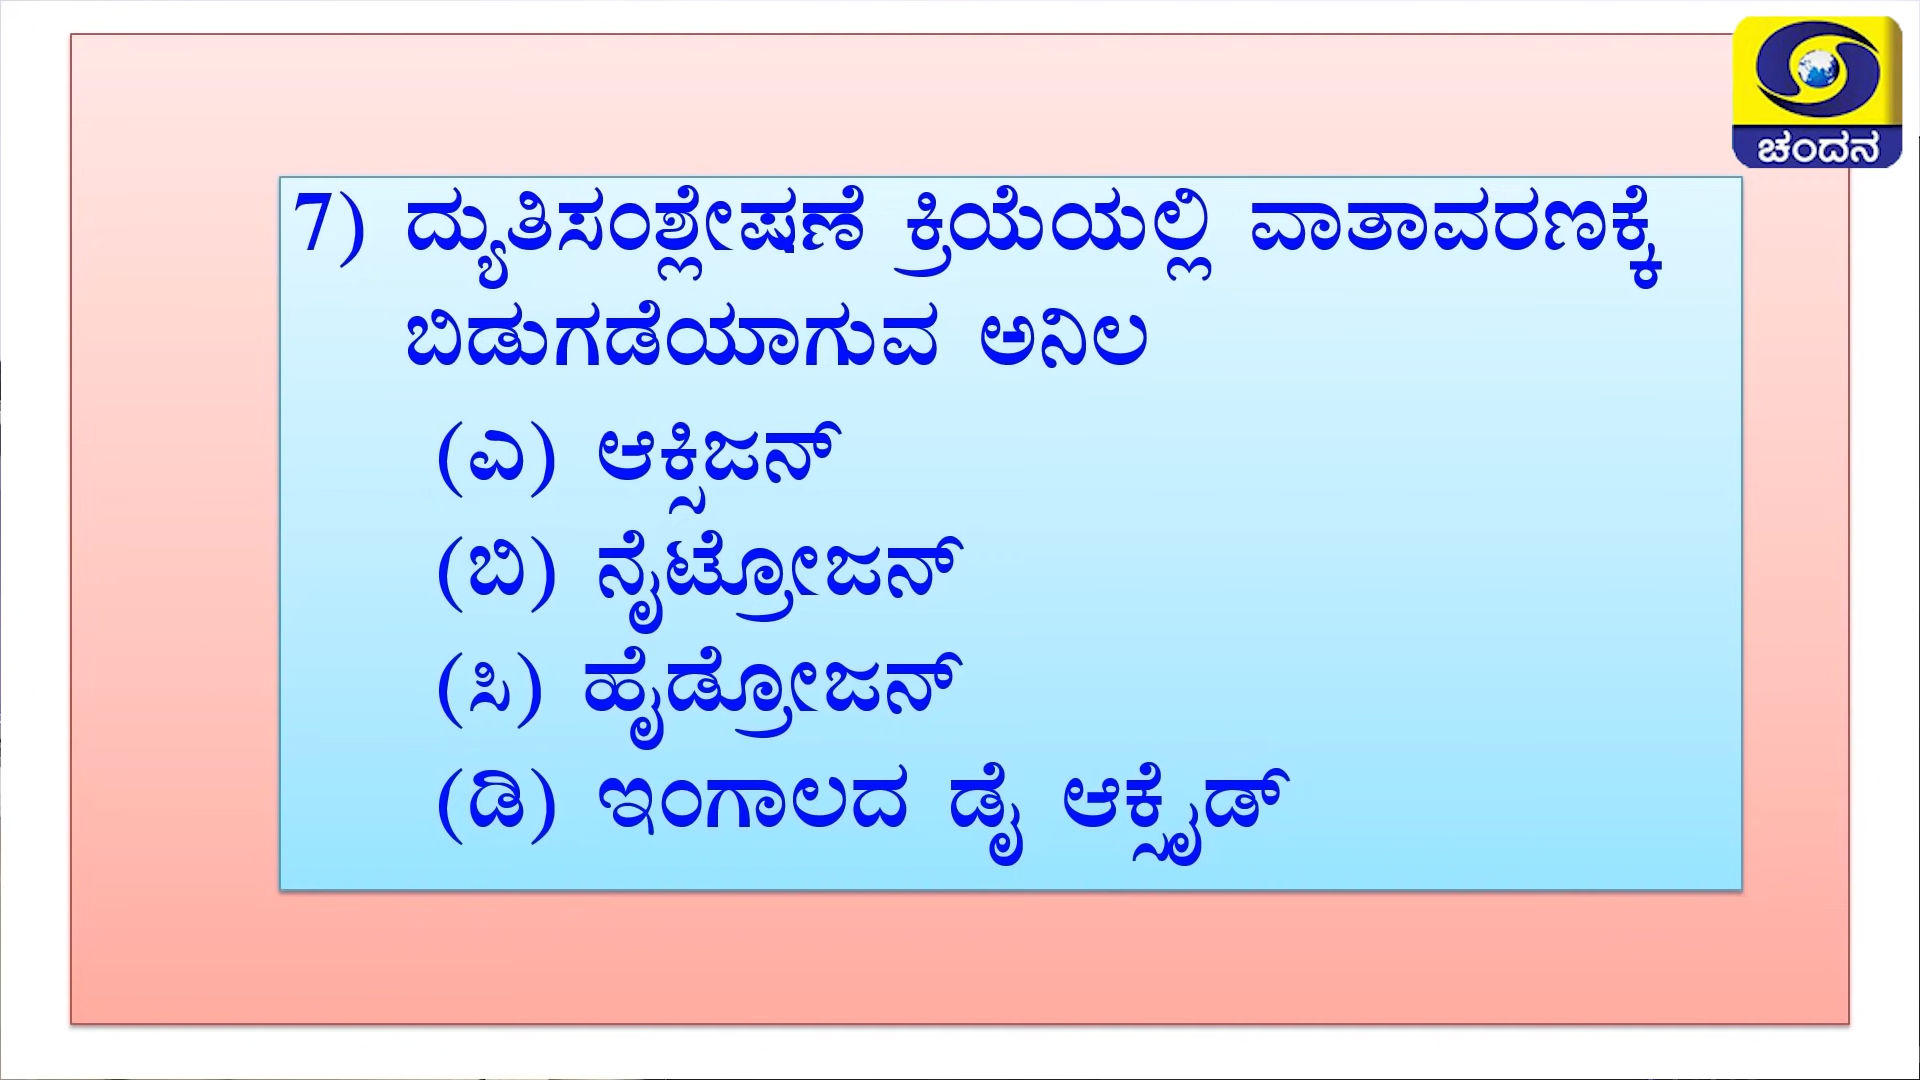 ಚಂದನ
7) ದ್ಯುತಿಸಂಶ್ಲೇಷಣೆ ಕ್ರಿಯೆಯಲ್ಲಿ ವಾತಾವರಣಕ್ಕೆ
ಬಿಡುಗಡೆಯಾಗುವ ಅನಿಲ
(ಎ) ಆಕ್ಸಿಜನ್
(ಬಿ) ನೈಟ್ರೋಜನ್
(ಸಿ) ಹೈಡ್ರೋಜನ್
(ಡಿ) ಇಂಗಾಲದ ಡೈ ಆಕ್ಸೈಡ್